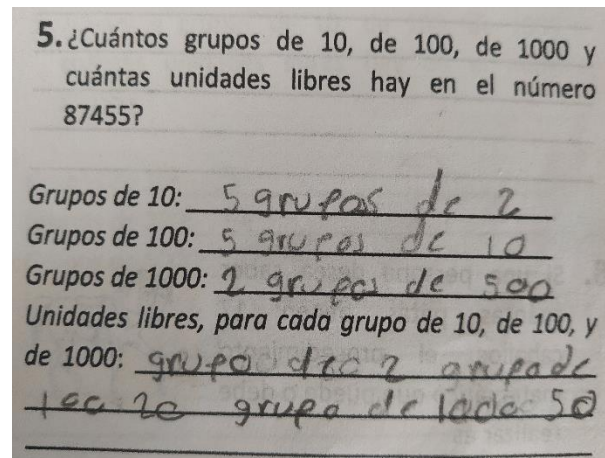 5. ¿Cuántos grupos de 10, de 100, de 1000 y
cuántas unidades libres hay en el número
87455?
Grupos de 10: 5 grupos de 2
Grupos de 100: 5 grupos de 10
Grupos de 1000: 2 grupos de 500
Unidades libres, para cada grupo de 10, de 100, y
de 1000: grupo 2 grupo de
grupo de 50